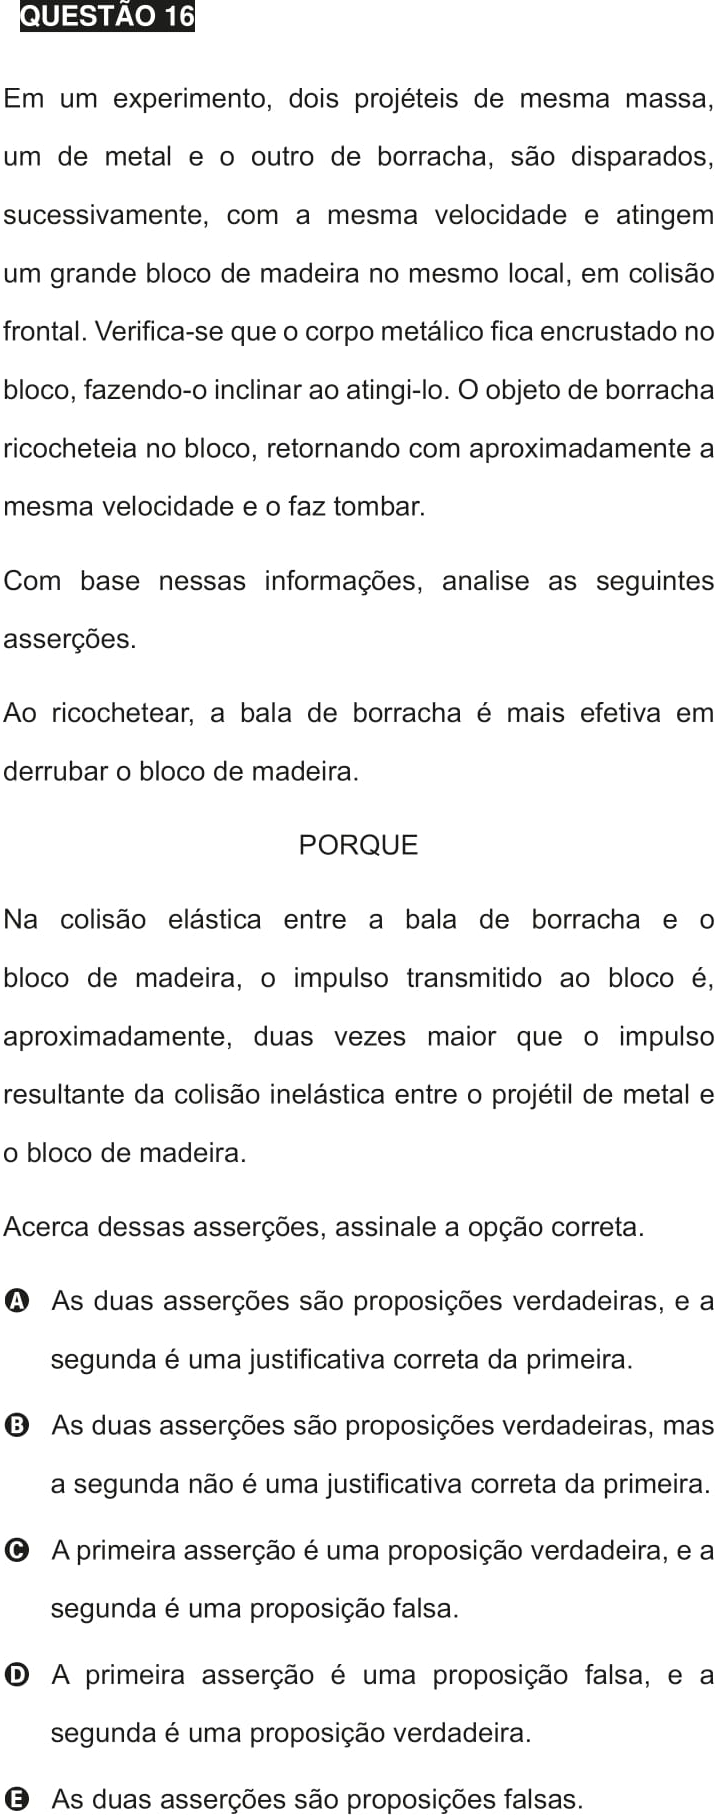 QUESTÃO 16
Em um experimento, dois projéteis de mesma massa,
um de metal e o outro de borracha, são disparados,
sucessivamente, com a mesma velocidade e atingem
um grande bloco de madeira no mesmo local, em colisão
frontal. Verifica-se que o corpo metálico fica encrustado no
bloco, fazendo-o inclinar ao atingi-lo. O objeto de borracha
ricocheteia no bloco, retornando com aproximadamente a
mesma velocidade e o faz tombar.
Com base nessas informações, analise as seguintes
asserções.
Ao ricochetear, a bala de borracha é mais efetiva em
derrubar o bloco de madeira.
PORQUE
Na colisão elástica entre a bala de borracha e o
bloco de madeira, o impulso transmitido ao bloco é,
aproximadamente, duas vezes maior que o impulso
resultante da colisão inelástica entre o projétil de metal e
o bloco de madeira.
Acerca dessas asserções, assinale a opção correta.
A As duas asserções são proposições verdadeiras, e a
segunda é uma justificativa correta da primeira.
B As duas asserções são proposições verdadeiras, mas
a segunda não é uma justificativa correta da primeira.
C A primeira asserção é uma proposição verdadeira, e a
segunda é uma proposição falsa.
D A primeira asserção é uma proposição falsa, e a
segunda é uma proposição verdadeira.
E As duas asserções são proposições falsas.